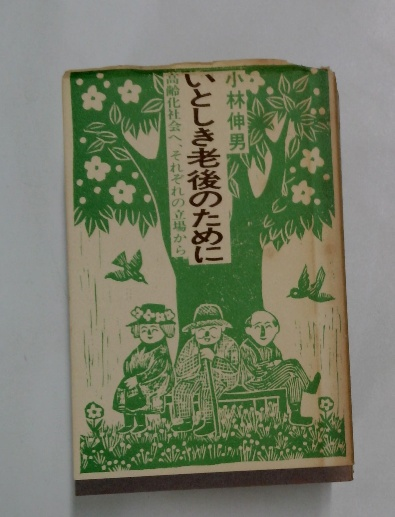 小林伸男
いとしき老後のために
高齢化社会へ、それぞれの立場から